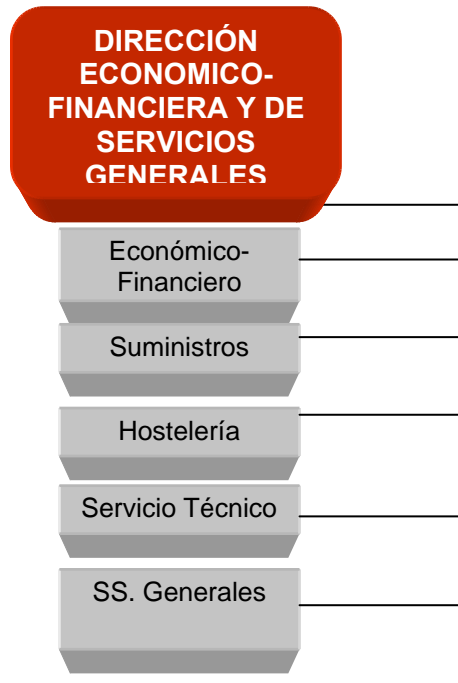 DIRECCIÓN
ECONOMICO-
FINANCIERA Y DE
SERVICIOS
GENERALES
Económico-
Financiero
Suministros
Hostelería
Servicio Técnico
SS. Generales